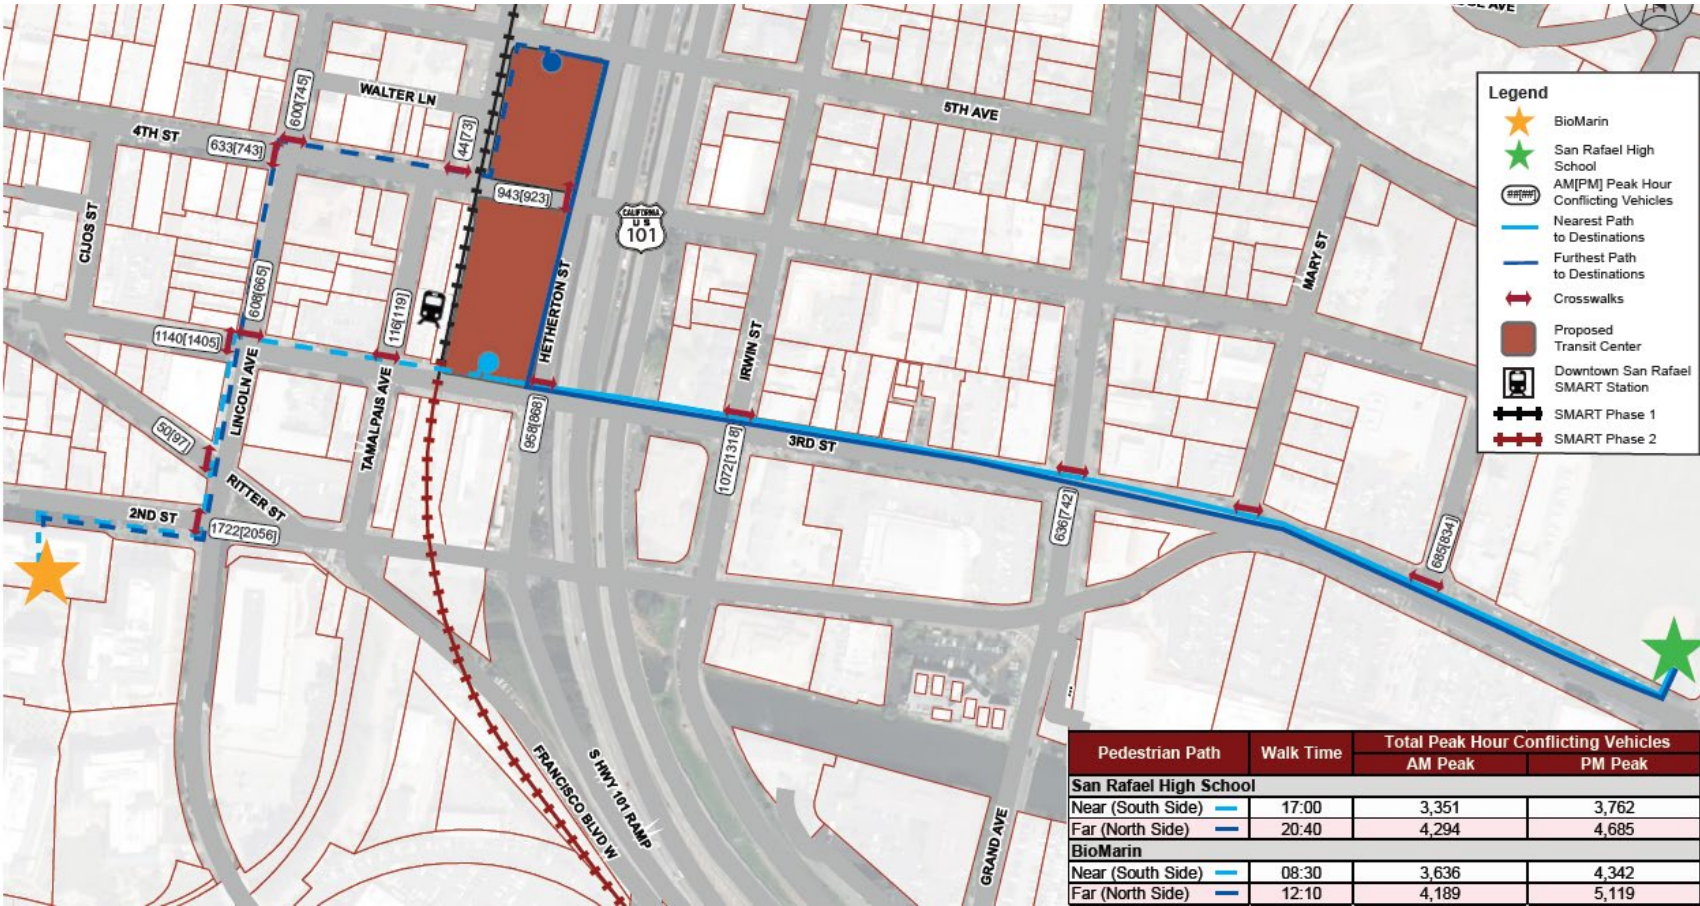 WALTER LN
4TH ST
5TH AVE
CIJOS ST
MARY ST
HETHERTON ST
IRWIN ST
LINCOLN AVE
TAMALPAIS AVE
3RD ST
RITTER ST
2ND ST
FRANCISCO BLVD W
S HWY 101 RAMP
GRAND AVE
CALIFORNIA
U S
101
600[745]
633[743]
44[73]
943[923]
608[665]
116[119]
1140[1405]
50[97]
1722[2056]
958[868]
1072[1318]
636[742]
685[834]
Legend
BioMarin
San Rafael High
School
##[##]
AM[PM] Peak Hour
Conflicting Vehicles
Nearest Path
to Destinations
Furthest Path
to Destinations
Crosswalks
Proposed
Transit Center
Downtown San Rafael
SMART Station
SMART Phase 1
SMART Phase 2
Pedestrian Path Walk Time Total Peak Hour Conflicting Vehicles
AM Peak PM Peak
San Rafael High School
Near (South Side) 17:00 3,351 3,762
Far (North Side) 20:40 4,294 4,685
BioMarin
Near (South Side) 08:30 3,636 4,342
Far (North Side) 12:10 4,189 5,119